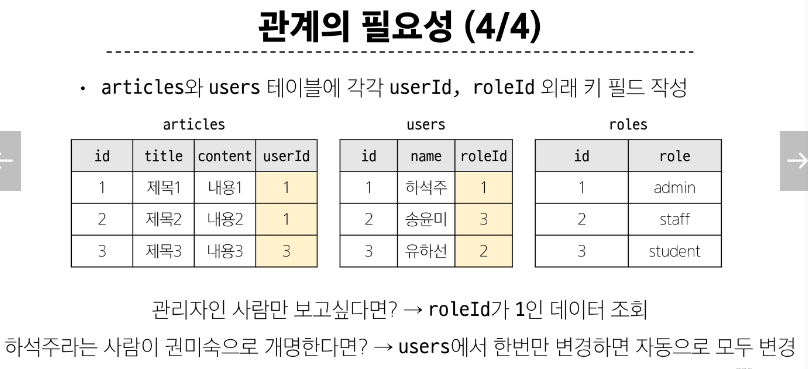 관계의 필요성 (4/4)
• articles와 users 테이블에 각각 userId, roleId 외래 키 필드 작성
articles
id title content userId
1 제목1 내용1 1
2 제목2 내용2 1
3 제목3 내용3 3
users
id name roleId
1 하석주 1
2 송윤미 3
3 유하선 2
roles
id role
1 admin
2 staff
3 student
관리자인 사람만 보고싶다면? → roleId가 1인 데이터 조회
하석주라는 사람이 권미숙으로 개명한다면? → users에서 한번만 변경하면 자동으로 모두 변경